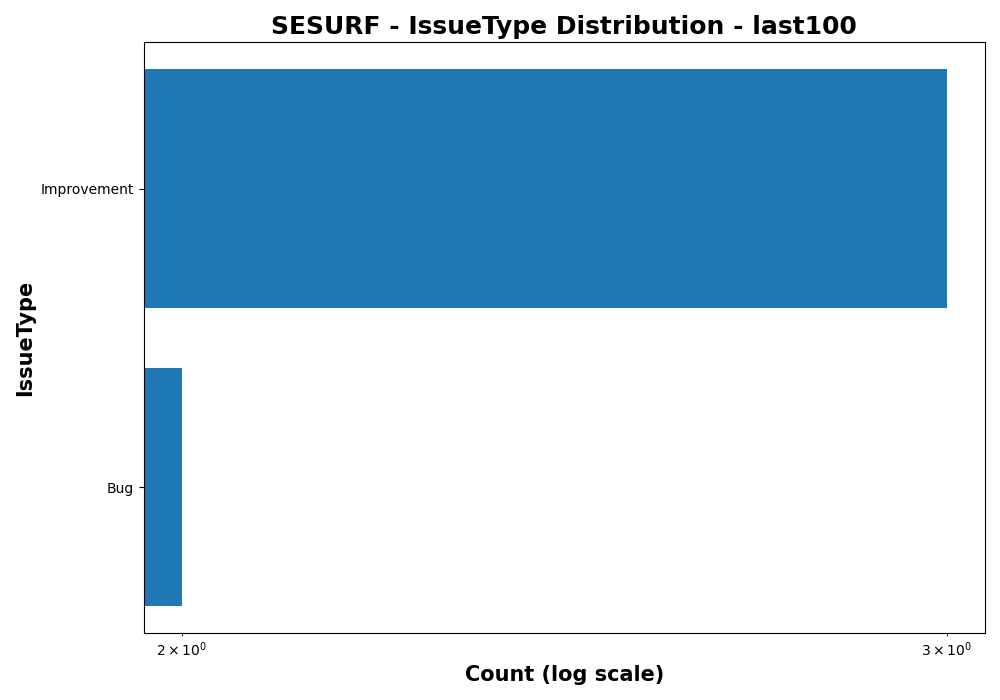 SESURF - IssueType Distribution - last100
IssueType
Improvement
Bug
2 × 10⁰
3 × 10⁰
Count (log scale)